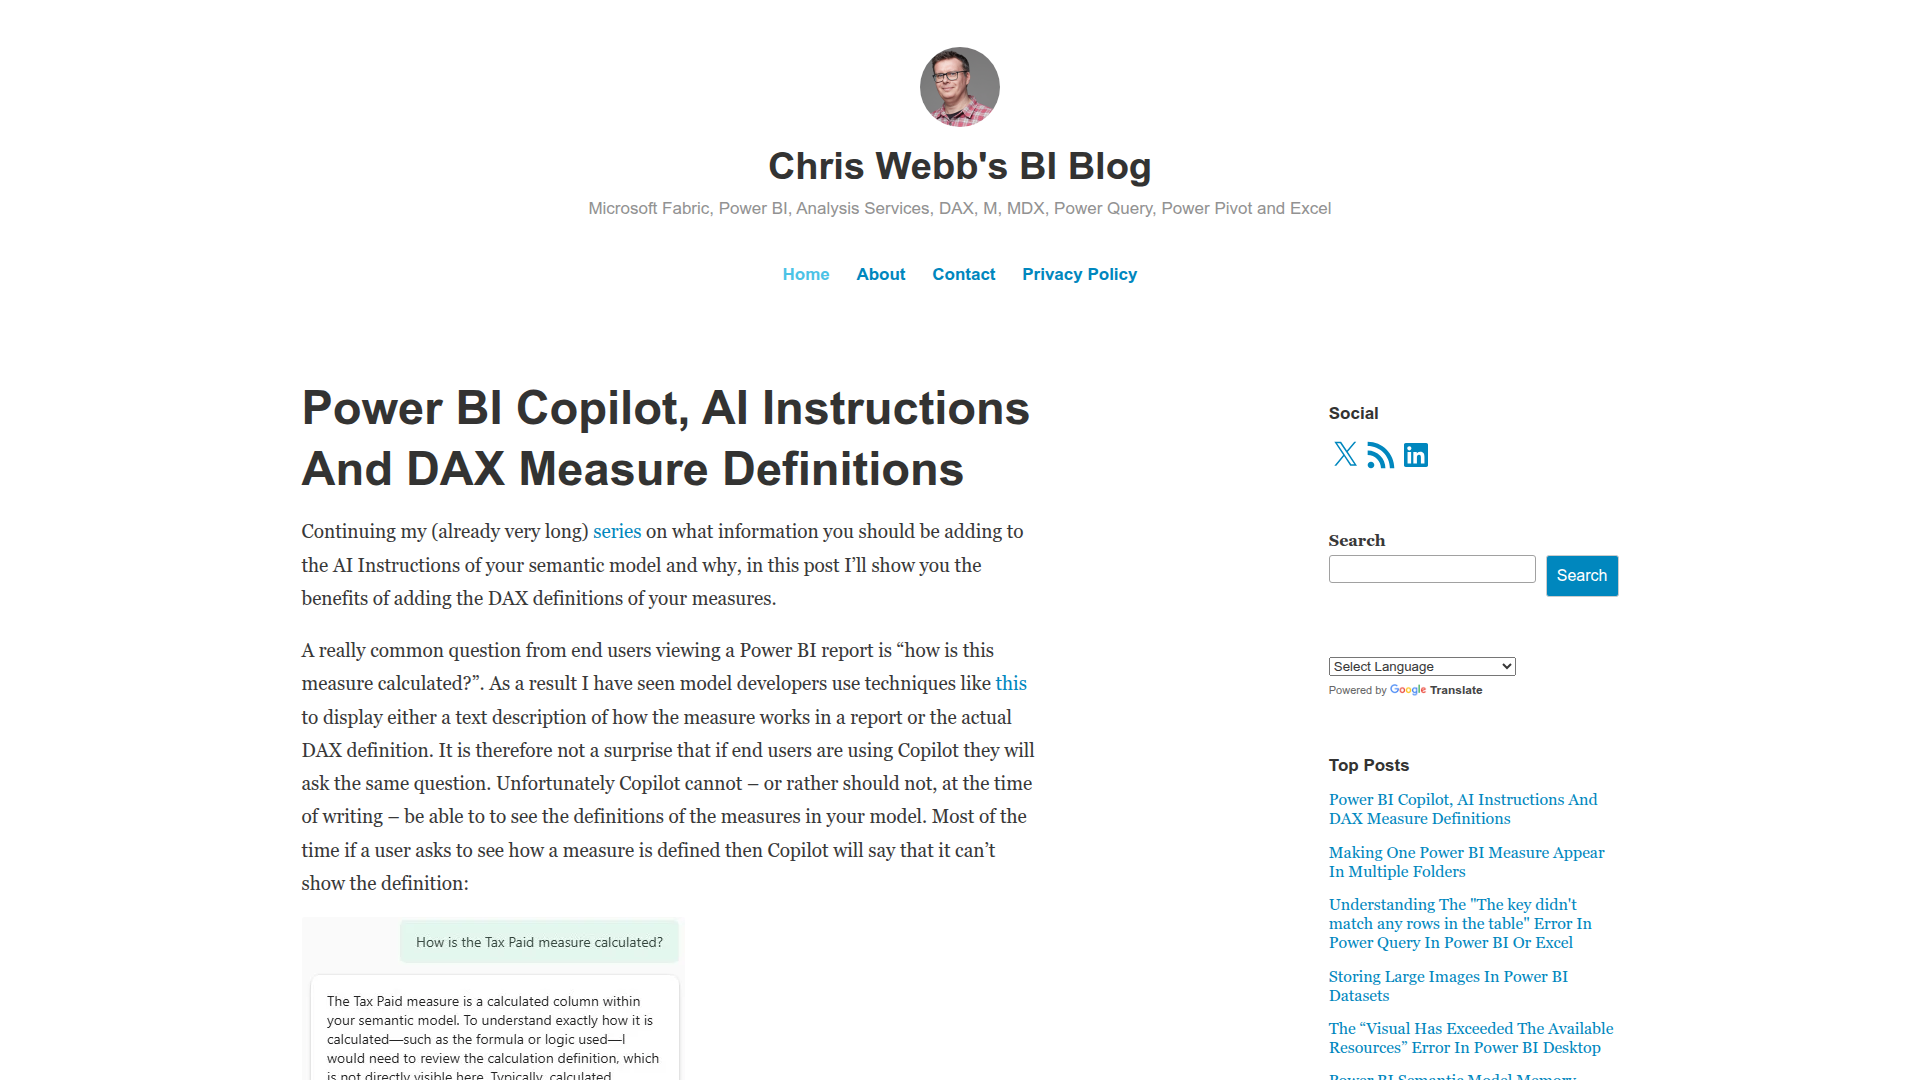 Chris Webb's BI Blog
Microsoft Fabric, Power BI, Analysis Services, DAX, M, MDX, Power Query, Power Pivot and Excel
Home About Contact Privacy Policy
Power BI Copilot, AI Instructions
And DAX Measure Definitions
Continuing my (already very long) series on what information you should be adding to
the AI Instructions of your semantic model and why, in this post I’ll show you the
benefits of adding the DAX definitions of your measures.
A really common question from end users viewing a Power BI report is “how is this
measure calculated?”. As a result I have seen model developers use techniques like this
to display either a text description of how the measure works in a report or the actual
DAX definition. It is therefore not a surprise that if end users are using Copilot they will
ask the same question. Unfortunately Copilot cannot – or rather should not, at the time
of writing – be able to to see the definitions of the measures in your model. Most of the
time if a user asks to see how a measure is defined then Copilot will say that it can’t
show the definition:
How is the Tax Paid measure calculated?
The Tax Paid measure is a calculated column within
your semantic model. To understand exactly how it is
calculated—such as the formula or logic used—I
would need to review the calculation definition, which
is not directly visible here. Typically, calculated
Social
in
Search
Search
Select Language
Powered by Google Translate
Top Posts
Power BI Copilot, AI Instructions And
DAX Measure Definitions
Making One Power BI Measure Appear
In Multiple Folders
Understanding The "The key didn't
match any rows in the table" Error In
Power Query In Power BI Or Excel
Storing Large Images In Power BI
Datasets
The “Visual Has Exceeded The Available
Resources” Error In Power BI Desktop
Power BI Semantic Model Memory